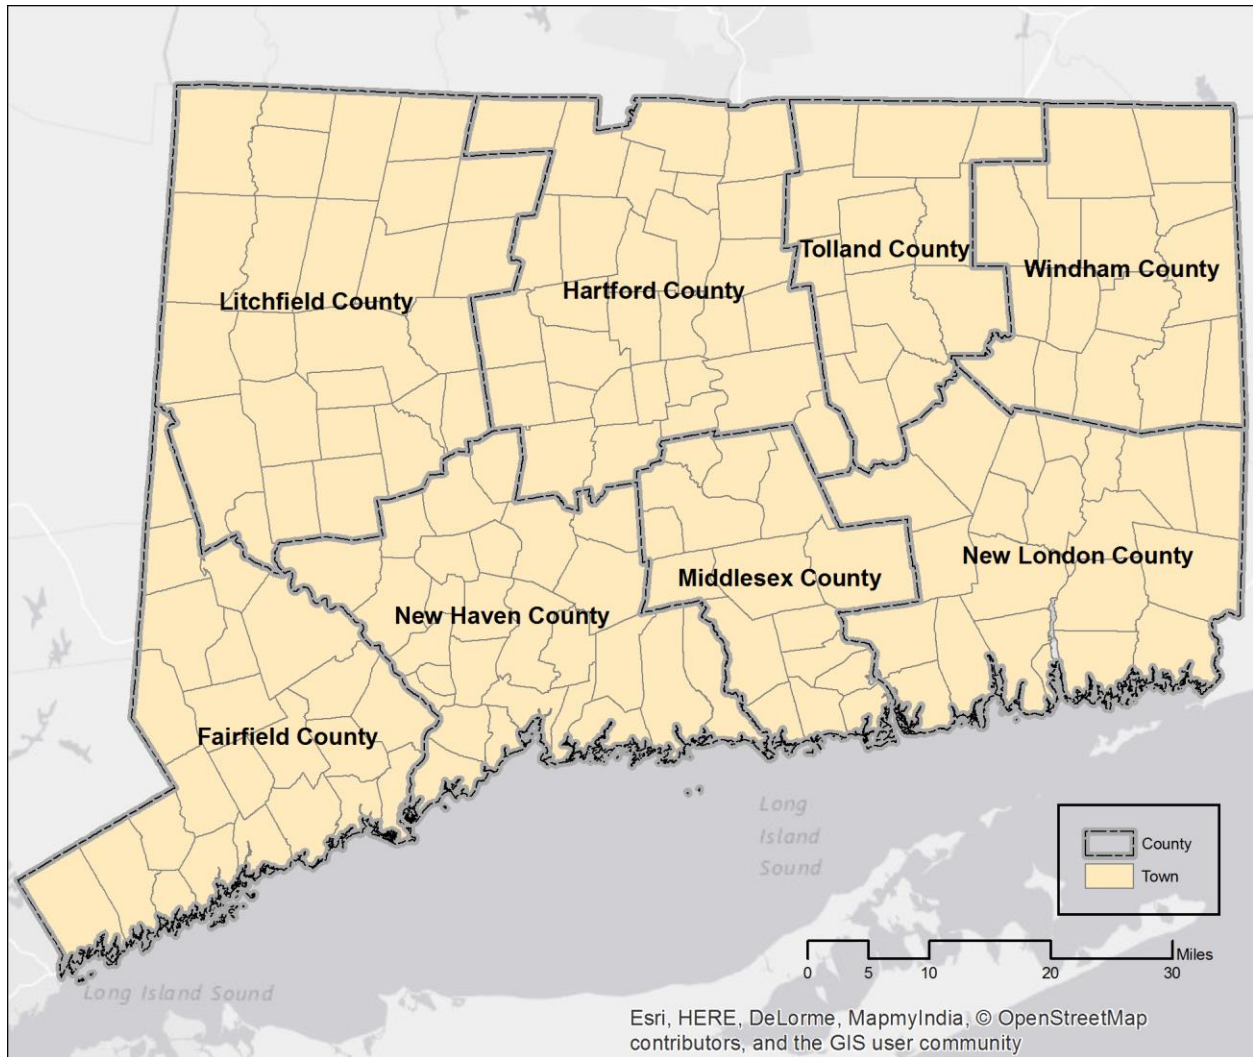 Tolland County
Windham County
Litchfield County
Hartford County
New London County
Middlesex County
New Haven County
Fairfield County
Long
Island
Sound
County
Town
Miles
0 5 10 20 30
Long Island Sound
Esri, HERE, DeLorme, MapmyIndia, © OpenStreetMap
contributors, and the GIS user community